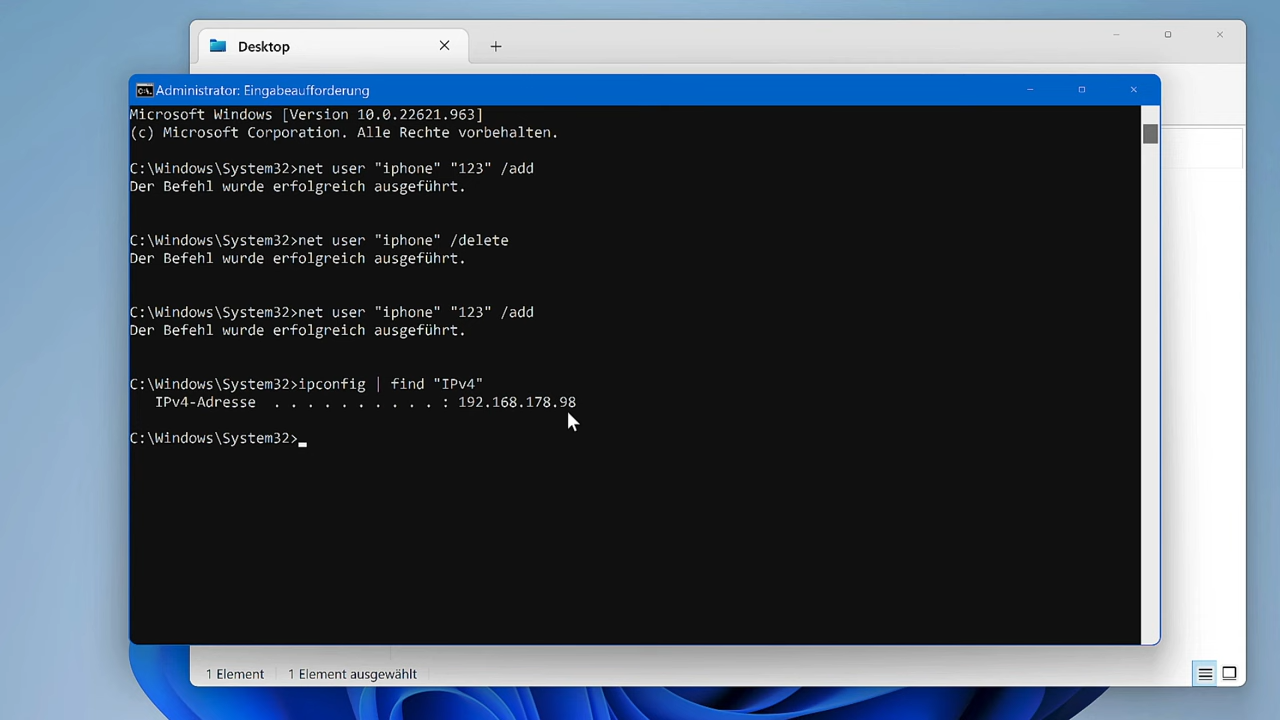 Desktop
Administrator: Eingabeaufforderung
Microsoft Windows [Version 10.0.22621.963]
(c) Microsoft Corporation. Alle Rechte vorbehalten.
C:\Windows\System32>net user "iphone" "123" /add
Der Befehl wurde erfolgreich ausgeführt.
C:\Windows\System32>net user "iphone" /delete
Der Befehl wurde erfolgreich ausgeführt.
C:\Windows\System32>net user "iphone" "123" /add
Der Befehl wurde erfolgreich ausgeführt.
C:\Windows\System32>ipconfig | find "IPv4"
IPv4-Adresse  . . . . . . . . . . : 192.168.178.98
C:\Windows\System32>
1 Element 1 Element ausgewählt